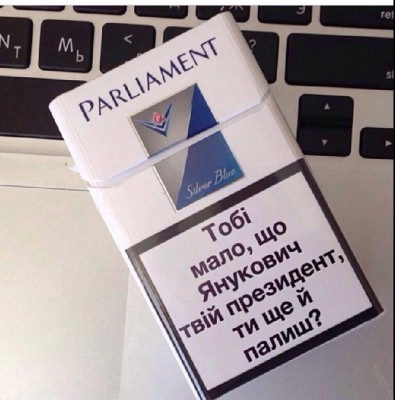 М
Ь
PARLIAMENT
Silver Blue
Тобі
мало, що
Янукович
твій президент,
ти ще й
палиш?